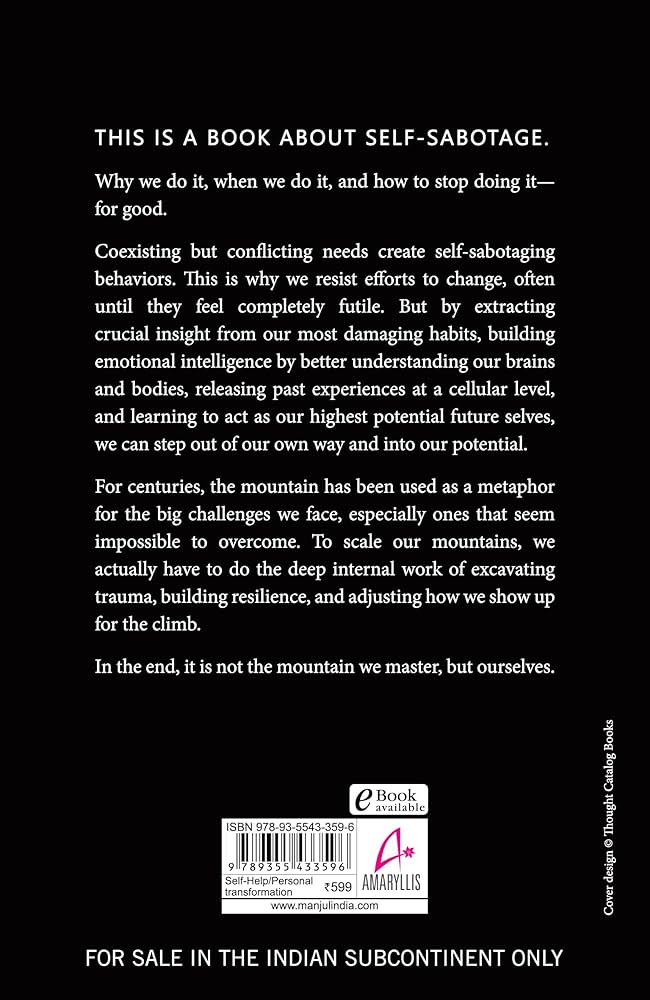 THIS IS A BOOK ABOUT SELF-SABOTAGE.
Why we do it, when we do it, and how to stop doing it—
for good.
Coexisting but conflicting needs create self-sabotaging
behaviors. This is why we resist efforts to change, often
until they feel completely futile. But by extracting
crucial insight from our most damaging habits, building
emotional intelligence by better understanding our brains
and bodies, releasing past experiences at a cellular level,
and learning to act as our highest potential future selves,
we can step out of our own way and into our potential.
For centuries, the mountain has been used as a metaphor
for the big challenges we face, especially ones that seem
impossible to overcome. To scale our mountains, we
actually have to do the deep internal work of excavating
trauma, building resilience, and adjusting how we show up
for the climb.
In the end, it is not the mountain we master, but ourselves.
Cover design © Thought Catalog Books
eBook
available
ISBN 978-93-5543-359-6
9 789355 433596
Self-Help/Personal
transformation ₹599
AMARYLLIS
www.manjulindia.com
FOR SALE IN THE INDIAN SUBCONTINENT ONLY